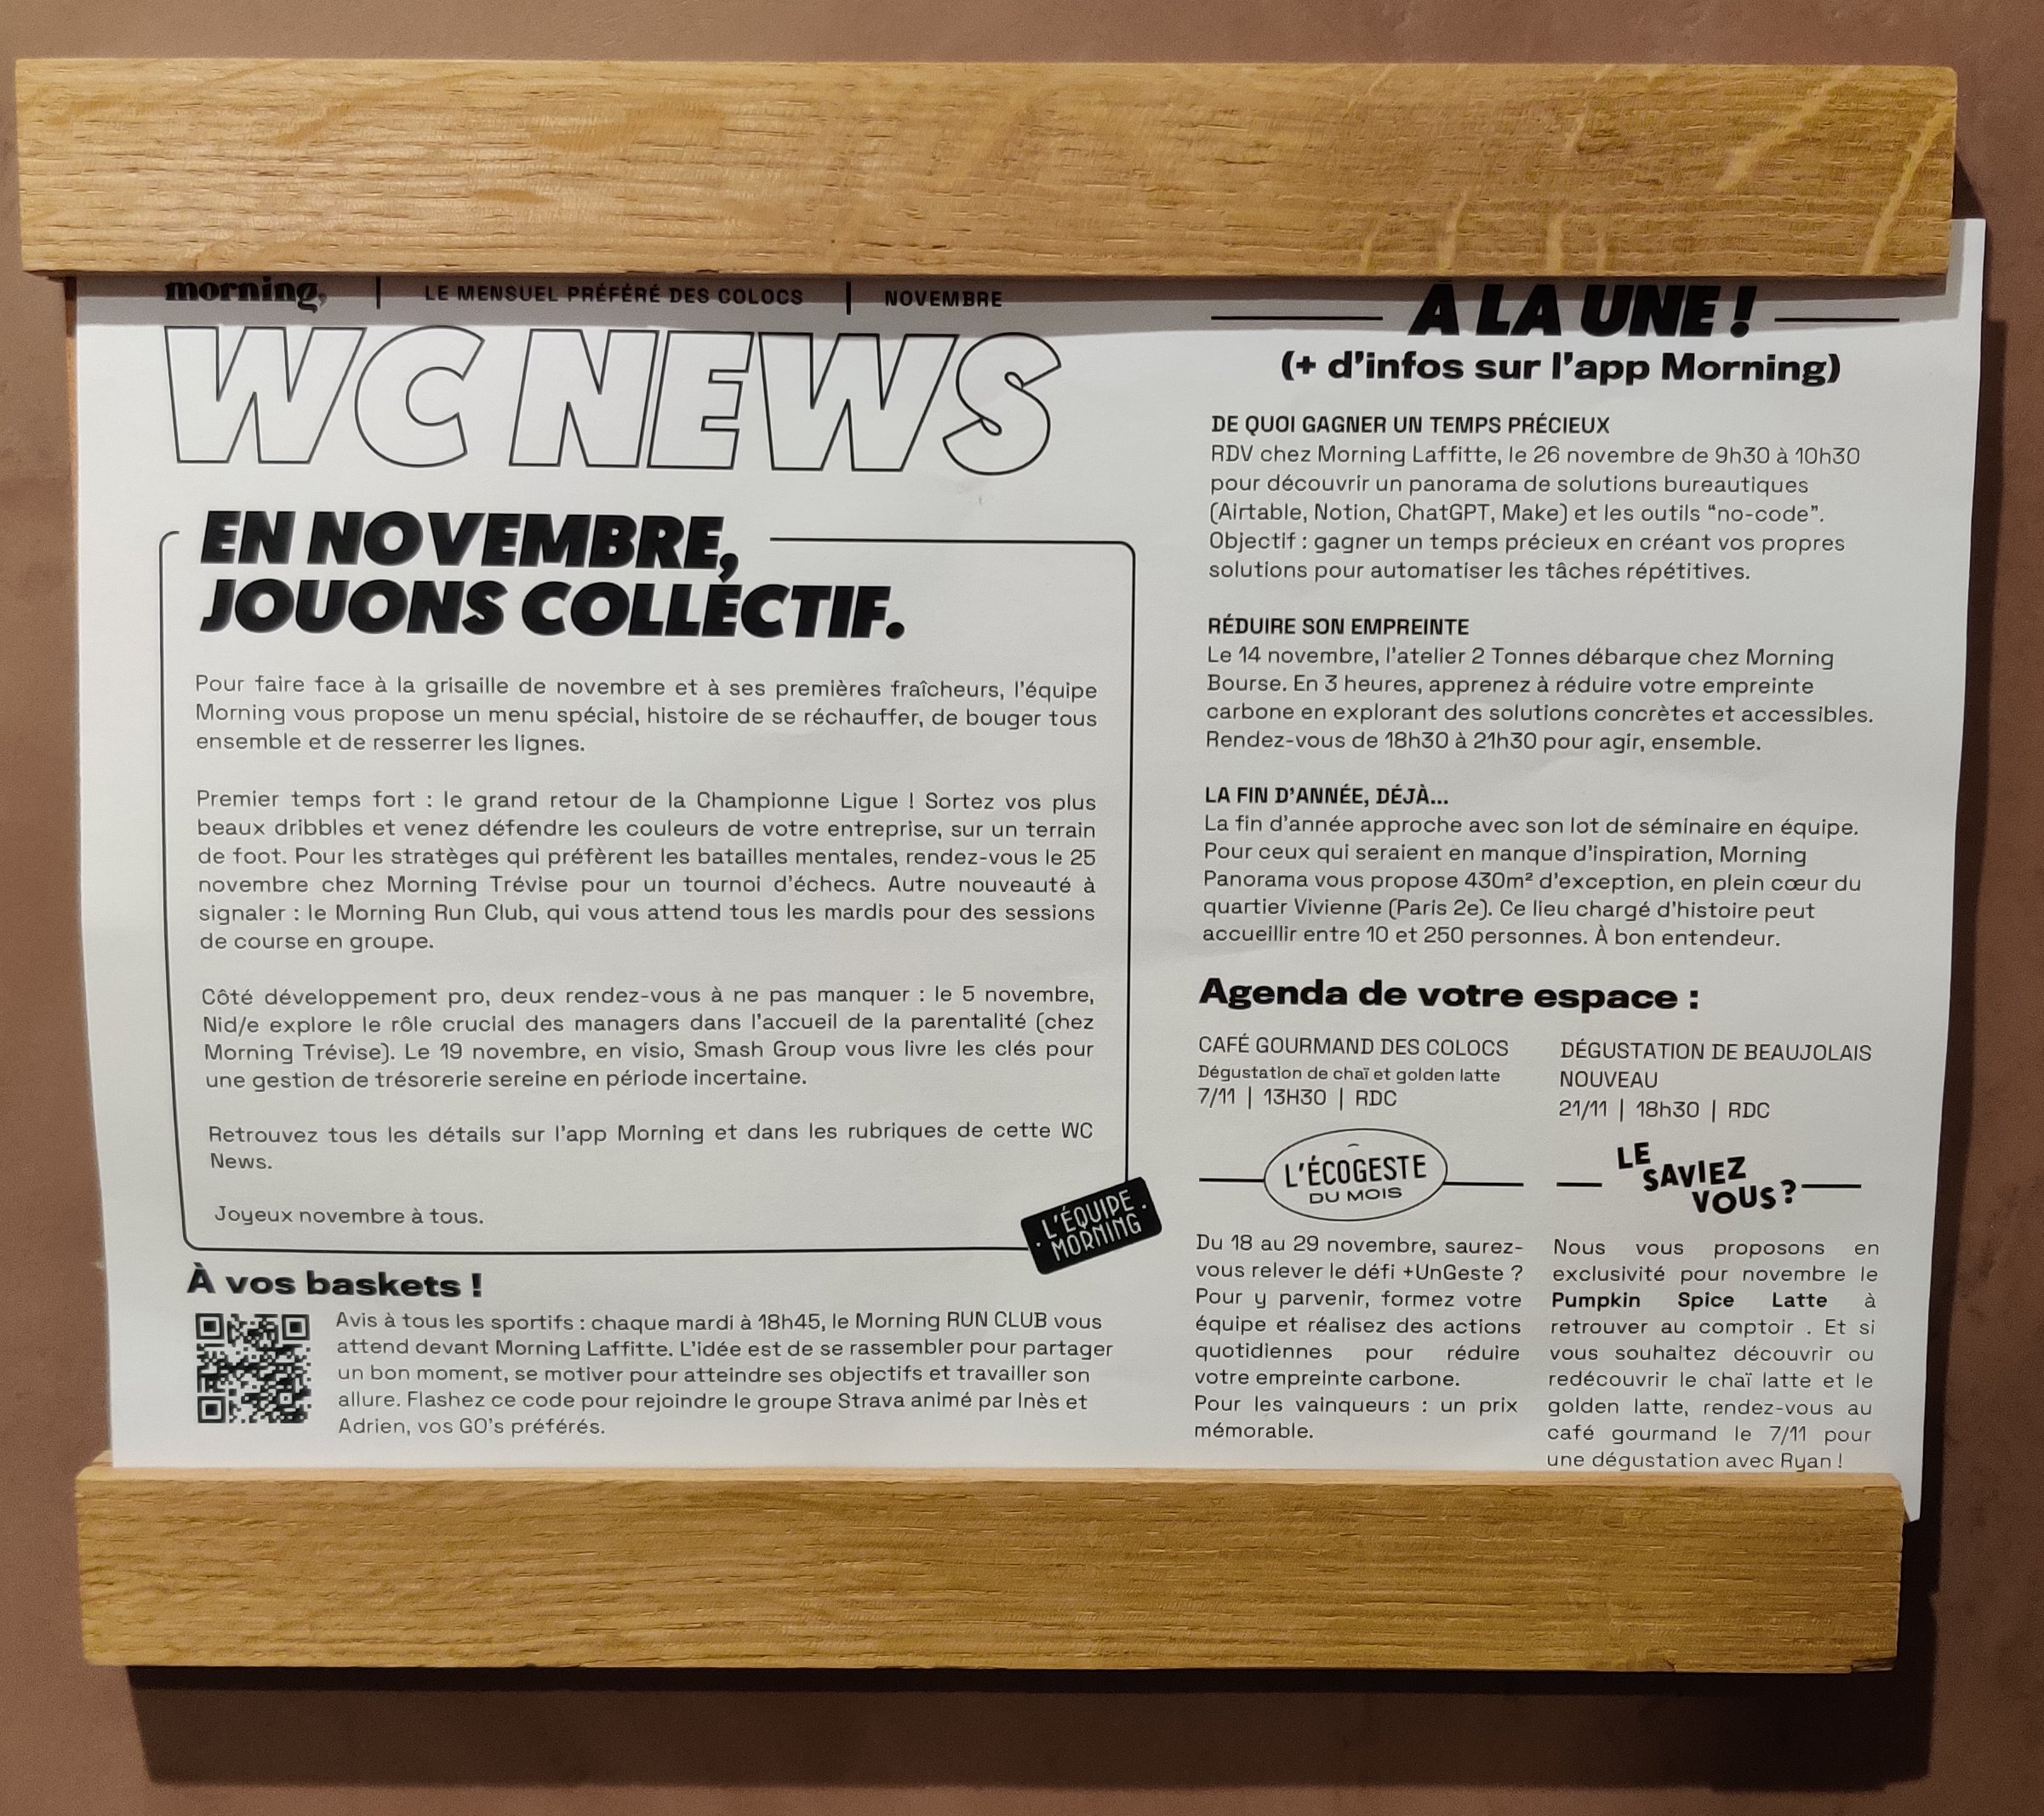 morning,
LE MENSUEL PRÉFÉRÉ DES COLOCS
NOVEMBRE
WC NEWS
EN NOVEMBRE,
JOUONS COLLECTIF.
Pour faire face à la grisaille de novembre et à ses premières fraîcheurs, l'équipe
Morning vous propose un menu spécial, histoire de se réchauffer, de bouger tous
ensemble et de resserrer les lignes.
Premier temps fort : le grand retour de la Championne Ligue ! Sortez vos plus
beaux dribbles et venez défendre les couleurs de votre entreprise, sur un terrain
de foot. Pour les stratèges qui préfèrent les batailles mentales, rendez-vous le 25
novembre chez Morning Trévise pour un tournoi d'échecs. Autre nouveauté à
signaler : le Morning Run Club, qui vous attend tous les mardis pour des sessions
de course en groupe.
Côté développement pro, deux rendez-vous à ne pas manquer : le 5 novembre,
Nid/e explore le rôle crucial des managers dans l'accueil de la parentalité (chez
Morning Trévise). Le 19 novembre, en visio, Smash Group vous livre les clés pour
une gestion de trésorerie sereine en période incertaine.
Retrouvez tous les détails sur l'app Morning et dans les rubriques de cette WC
News.
Joyeux novembre à tous.
· L'ÉQUIPE ·
MORNING
À vos baskets !
Avis à tous les sportifs : chaque mardi à 18h45, le Morning RUN CLUB vous
attend devant Morning Laffitte. L'idée est de se rassembler pour partager
un bon moment, se motiver pour atteindre ses objectifs et travailler son
allure. Flashez ce code pour rejoindre le groupe Strava animé par Inès et
Adrien, vos GO's préférés.
À LA UNE !
(+ d'infos sur l'app Morning)
DE QUOI GAGNER UN TEMPS PRÉCIEUX
RDV chez Morning Laffitte, le 26 novembre de 9h30 à 10h30
pour découvrir un panorama de solutions bureautiques
(Airtable, Notion, ChatGPT, Make) et les outils “no-code”.
Objectif : gagner un temps précieux en créant vos propres
solutions pour automatiser les tâches répétitives.
RÉDUIRE SON EMPREINTE
Le 14 novembre, l'atelier 2 Tonnes débarque chez Morning
Bourse. En 3 heures, apprenez à réduire votre empreinte
carbone en explorant des solutions concrètes et accessibles.
Rendez-vous de 18h30 à 21h30 pour agir, ensemble.
LA FIN D'ANNÉE, DÉJÀ...
La fin d'année approche avec son lot de séminaire en équipe.
Pour ceux qui seraient en manque d'inspiration, Morning
Panorama vous propose 430m² d'exception, en plein cœur du
quartier Vivienne (Paris 2e). Ce lieu chargé d'histoire peut
accueillir entre 10 et 250 personnes. À bon entendeur.
Agenda de votre espace :
CAFÉ GOURMAND DES COLOCS
Dégustation de chaï et golden latte
7/11 | 13H30 | RDC
DÉGUSTATION DE BEAUJOLAIS
NOUVEAU
21/11 | 18h30 | RDC
L'ÉCOGESTE
DU MOIS
Du 18 au 29 novembre, saurez-
vous relever le défi +UnGeste ?
Pour y parvenir, formez votre
équipe et réalisez des actions
quotidiennes pour réduire
votre empreinte carbone.
Pour les vainqueurs : un prix
mémorable.
LE
SAVIEZ
VOUS ?
Nous vous proposons en
exclusivité pour novembre le
Pumpkin Spice Latte à
retrouver au comptoir . Et si
vous souhaitez découvrir ou
redécouvrir le chaï latte et le
golden latte, rendez-vous au
café gourmand le 7/11 pour
une dégustation avec Ryan !